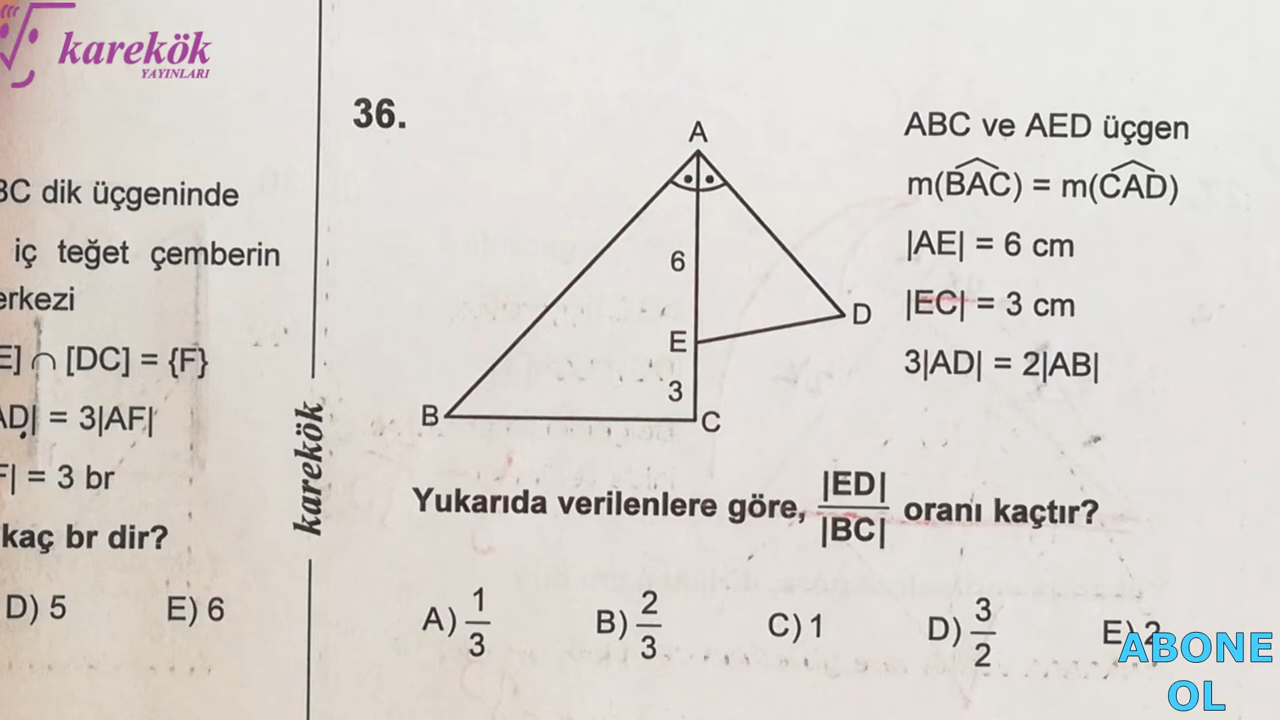 karekök
YAYINLARI
BC dik üçgeninde
iç teğet çemberin
erkezi
E] ∩ [DC] = {F}
AD| = 3|AF|
F| = 3 br
kaç br dir?
D) 5 E) 6
karekök
36.
A
6
E
D
3
B
C
ABC ve AED üçgen
m(BAC) = m(CAD)
|AE| = 6 cm
|EC| = 3 cm
3|AD| = 2|AB|
Yukarıda verilenlere göre, |ED|/|BC| oranı kaçtır?
A) 1/3 B) 2/3 C) 1 D) 3/2 E) 2
ABONE
OL